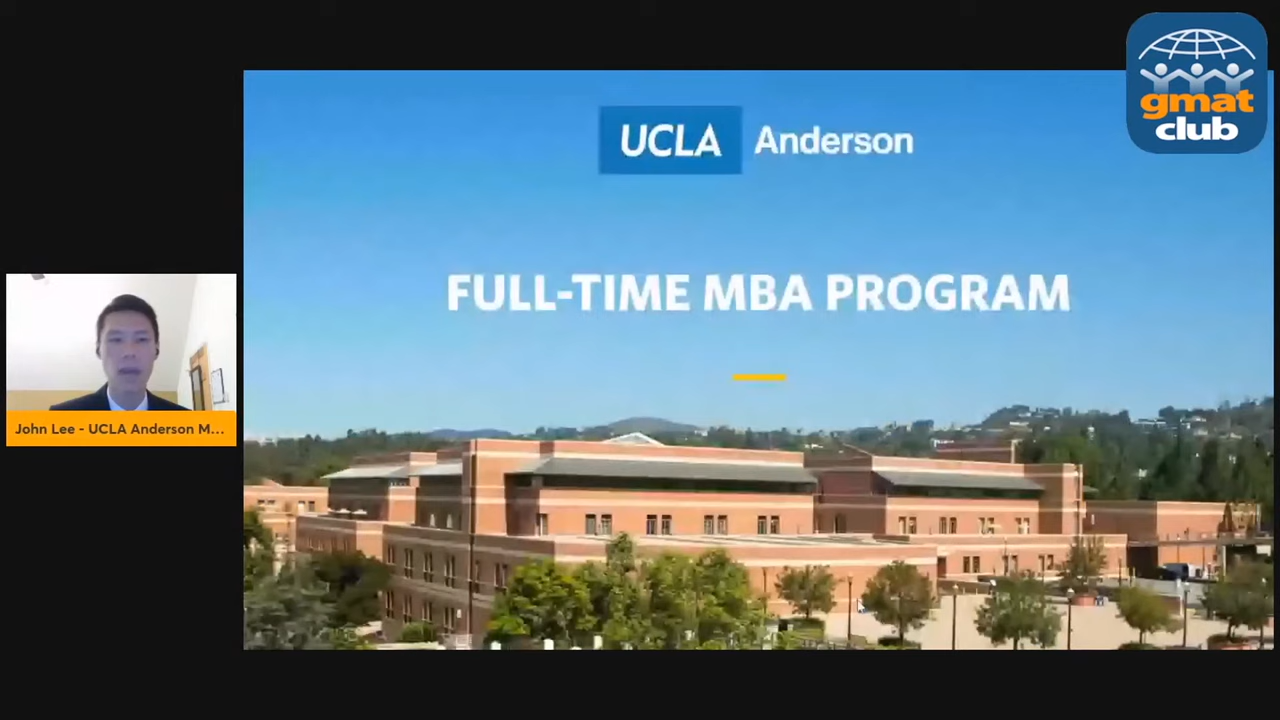 gmat
club
UCLA Anderson
FULL-TIME MBA PROGRAM
John Lee - UCLA Anderson M...